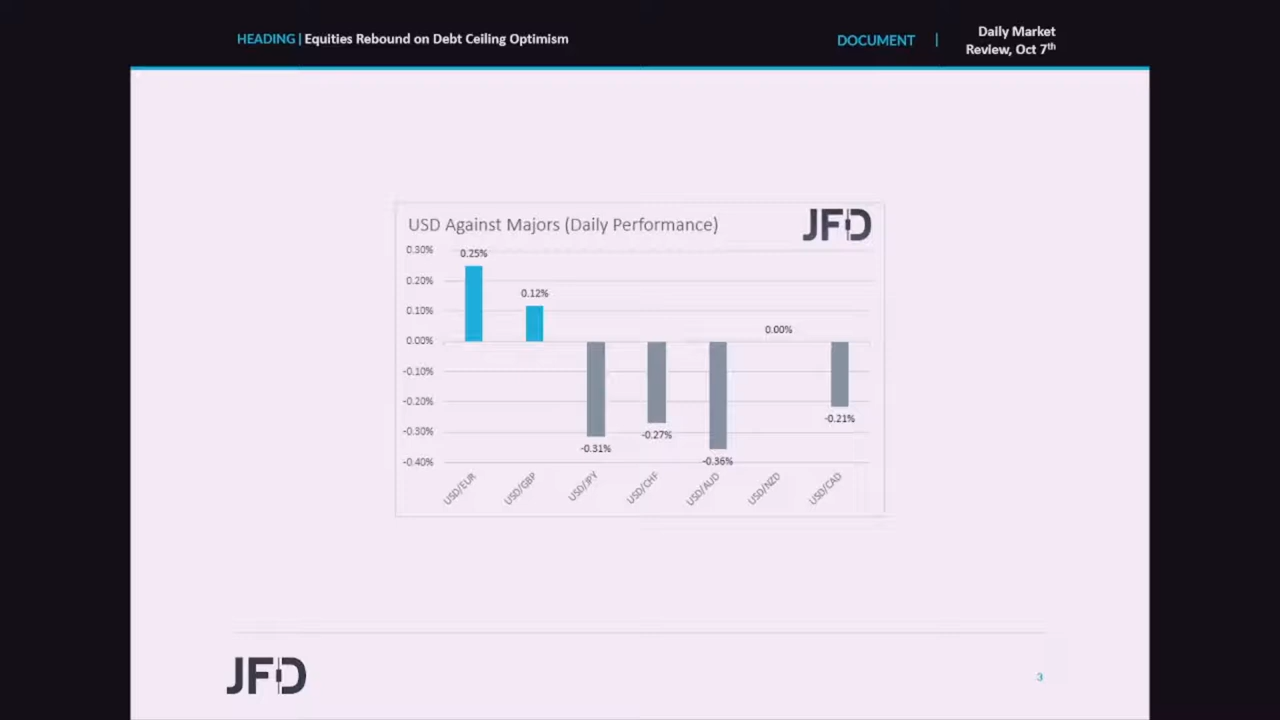 HEADING | Equities Rebound on Debt Ceiling Optimism
DOCUMENT |
Daily Market
Review, Oct 7th
USD Against Majors (Daily Performance)
JFD
0.30%
0.20%
0.10%
0.00%
-0.10%
-0.20%
-0.30%
-0.40%
0.25%
0.12%
-0.31%
-0.27%
-0.36%
0.00%
-0.21%
USD/EUR
USD/GBP
USD/JPY
USD/CHF
USD/AUD
USD/NZD
USD/CAD
JFD
3